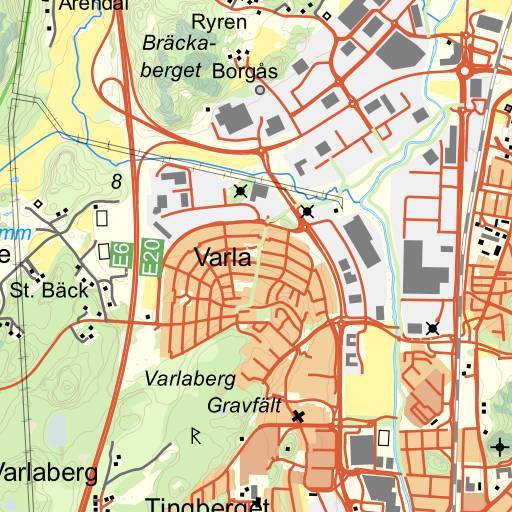 Arendal
Ryren
Bräcka-
berget
Borgås
8
mm
Varla
E6
E20
e
St. Bäck
Varlaberg
Gravfält
R
Varlaberg
Tingberget